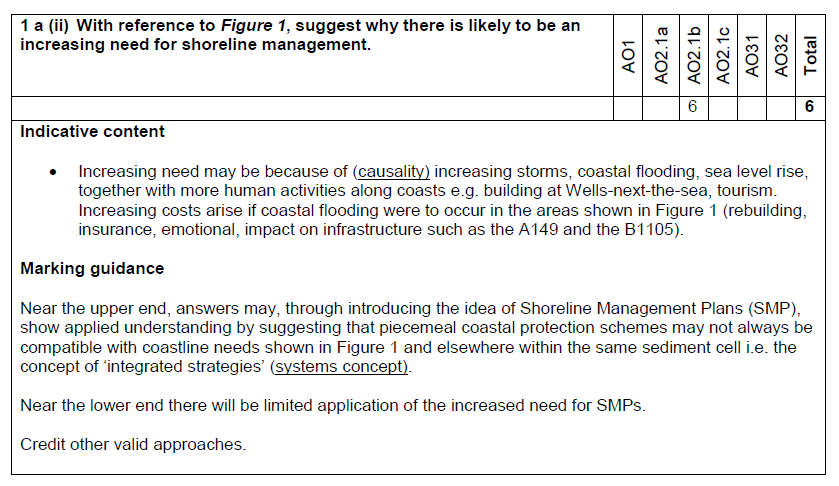 1 a (ii) With reference to Figure 1, suggest why there is likely to be an
increasing need for shoreline management.
AO1
AO2.1a
AO2.1b
AO2.1c
AO31
AO32
Total
6
6
Indicative content
• Increasing need may be because of (causality) increasing storms, coastal flooding, sea level rise,
together with more human activities along coasts e.g. building at Wells-next-the-sea, tourism.
Increasing costs arise if coastal flooding were to occur in the areas shown in Figure 1 (rebuilding,
insurance, emotional, impact on infrastructure such as the A149 and the B1105).
Marking guidance
Near the upper end, answers may, through introducing the idea of Shoreline Management Plans (SMP),
show applied understanding by suggesting that piecemeal coastal protection schemes may not always be
compatible with coastline needs shown in Figure 1 and elsewhere within the same sediment cell i.e. the
concept of ‘integrated strategies’ (systems concept).
Near the lower end there will be limited application of the increased need for SMPs.
Credit other valid approaches.